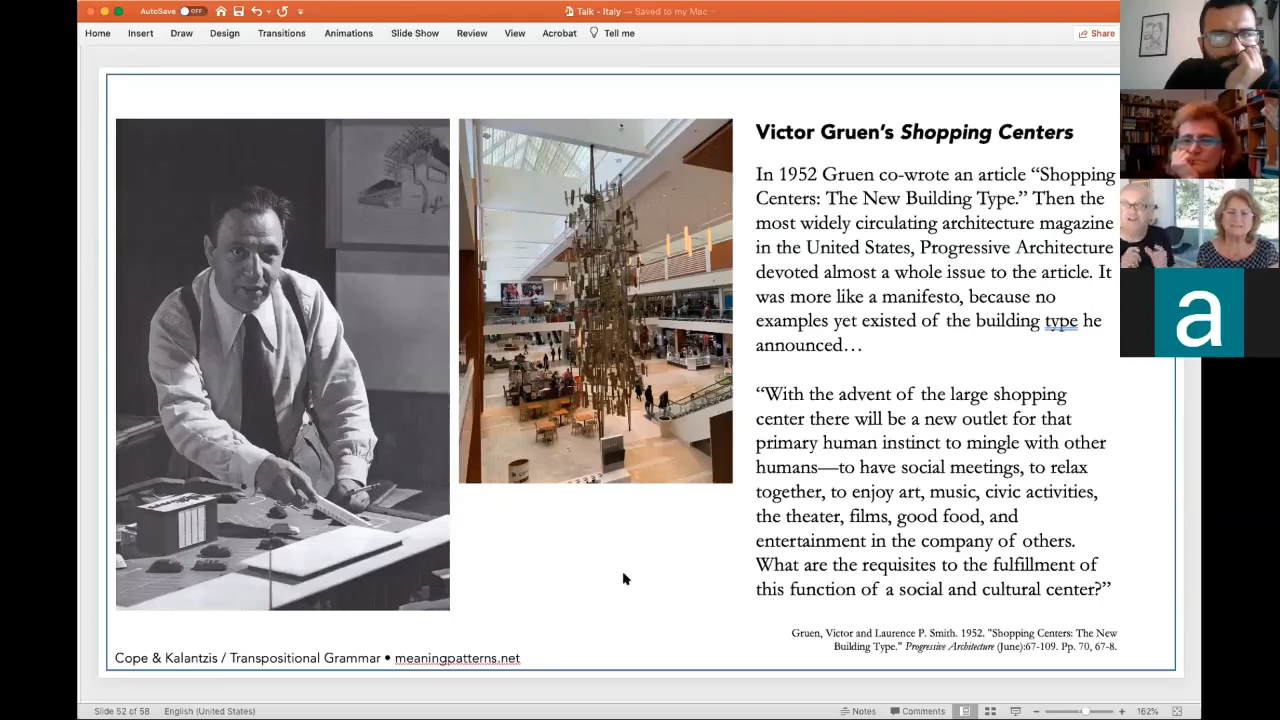 AutoSave OFF
Talk - Italy — Saved to my Mac
Home Insert Draw Design Transitions Animations Slide Show Review View Acrobat Tell me Share
Victor Gruen’s Shopping Centers
In 1952 Gruen co-wrote an article “Shopping
Centers: The New Building Type.” Then the
most widely circulating architecture magazine
in the United States, Progressive Architecture
devoted almost a whole issue to the article. It
was more like a manifesto, because no
examples yet existed of the building type he
announced…
“With the advent of the large shopping
center there will be a new outlet for that
primary human instinct to mingle with other
humans—to have social meetings, to relax
together, to enjoy art, music, civic activities,
the theater, films, good food, and
entertainment in the company of others.
What are the requisites to the fulfillment of
this function of a social and cultural center?”
Gruen, Victor and Laurence P. Smith. 1952. "Shopping Centers: The New
Building Type." Progressive Architecture (June):67-109. Pp. 70, 67-8.
Cope & Kalantzis / Transpositional Grammar • meaningpatterns.net
a
Slide 52 of 58 English (United States) Notes Comments 162%